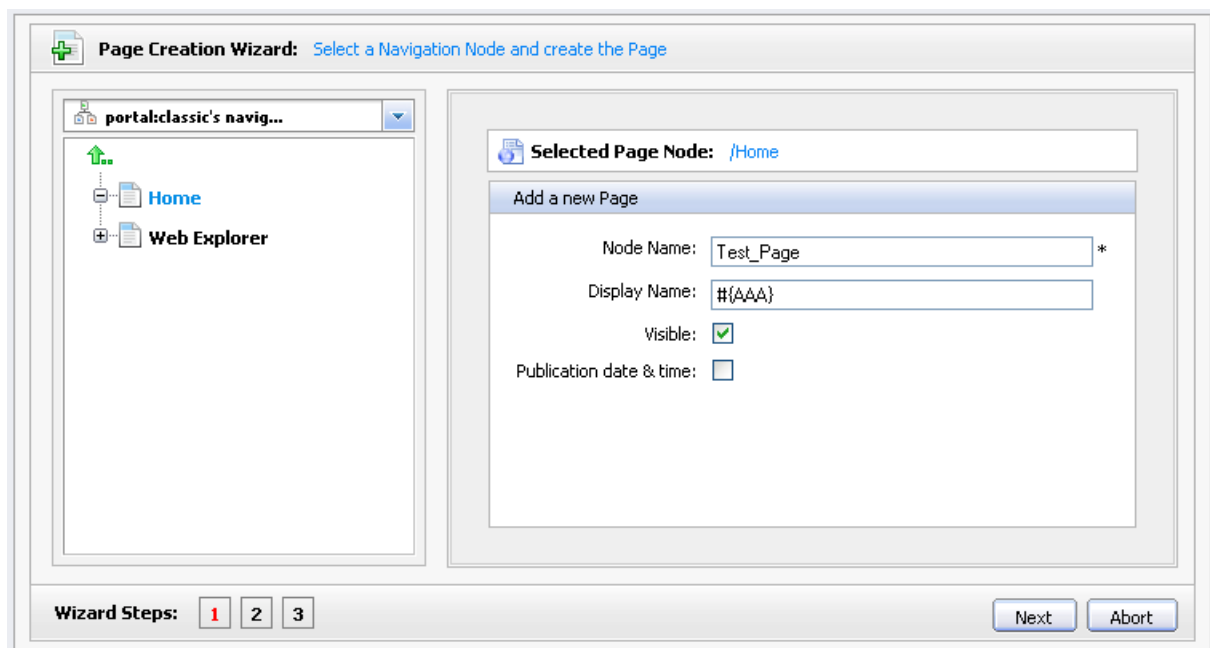 Page Creation Wizard: Select a Navigation Node and create the Page
portal:classic's navig...
Home
Web Explorer
Selected Page Node: /Home
Add a new Page
Node Name: Test_Page *
Display Name: #{AAA}
Visible:
Publication date & time:
Wizard Steps: 1 2 3
Next Abort